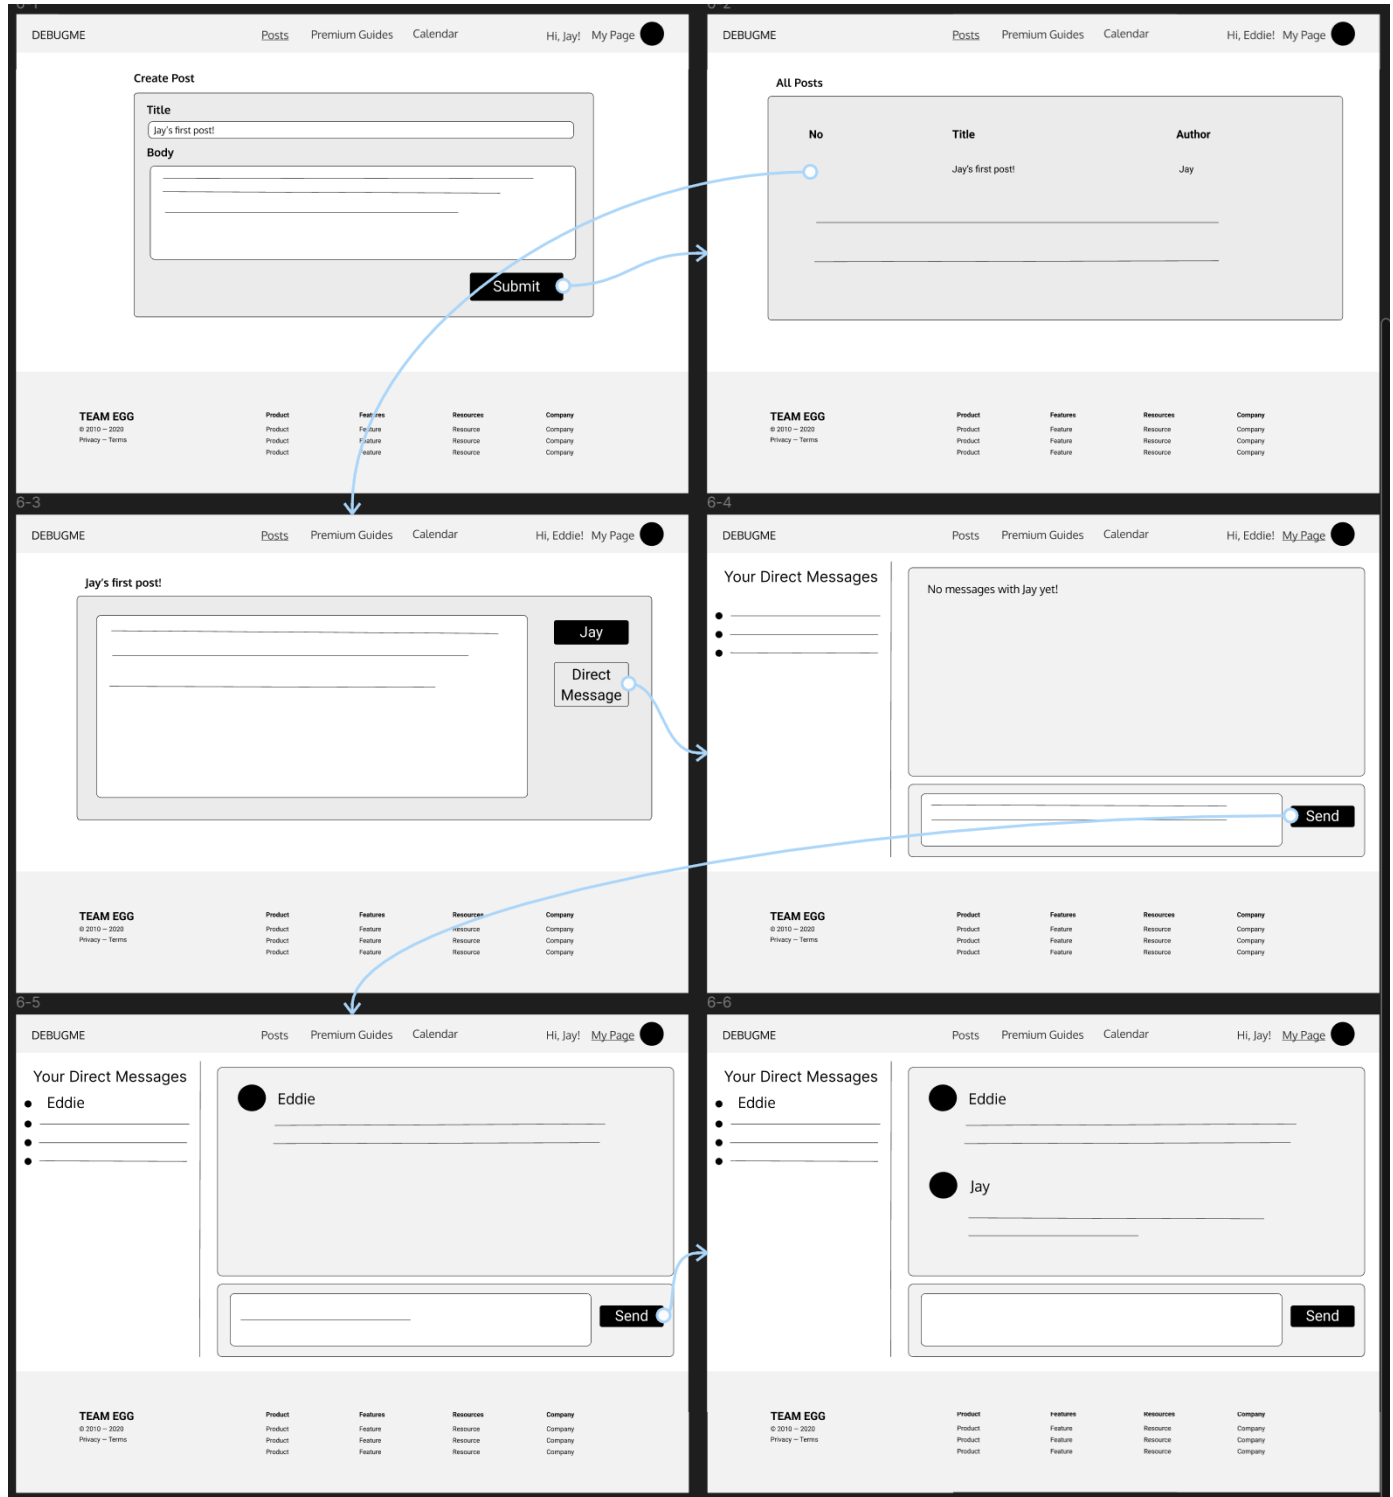 6-1
DEBUGME Posts Premium Guides Calendar Hi, Jay! My Page
Create Post
Title
Jay's first post!
Body
Submit
TEAM EGG Product Features Resources Company
© 2010 — 2020 Product Feature Resource Company
Privacy — Terms Product Feature Resource Company
Product Feature Resource Company
6-2
DEBUGME Posts Premium Guides Calendar Hi, Eddie! My Page
All Posts
No Title Author
Jay's first post! Jay
TEAM EGG Product Features Resources Company
© 2010 — 2020 Product Feature Resource Company
Privacy — Terms Product Feature Resource Company
Product Feature Resource Company
6-3
DEBUGME Posts Premium Guides Calendar Hi, Eddie! My Page
Jay's first post!
Jay
Direct
Message
TEAM EGG Product Features Resources Company
© 2010 — 2020 Product Feature Resource Company
Privacy — Terms Product Feature Resource Company
Product Feature Resource Company
6-4
DEBUGME Posts Premium Guides Calendar Hi, Eddie! My Page
Your Direct Messages
No messages with Jay yet!
Send
TEAM EGG Product Features Resources Company
© 2010 — 2020 Product Feature Resource Company
Privacy — Terms Product Feature Resource Company
Product Feature Resource Company
6-5
DEBUGME Posts Premium Guides Calendar Hi, Jay! My Page
Your Direct Messages
Eddie
Eddie
Send
TEAM EGG Product Features Resources Company
© 2010 — 2020 Product Feature Resource Company
Privacy — Terms Product Feature Resource Company
Product Feature Resource Company
6-6
DEBUGME Posts Premium Guides Calendar Hi, Jay! My Page
Your Direct Messages
Eddie
Eddie
Jay
Send
TEAM EGG Product Features Resources Company
© 2010 — 2020 Product Feature Resource Company
Privacy — Terms Product Feature Resource Company
Product Feature Resource Company